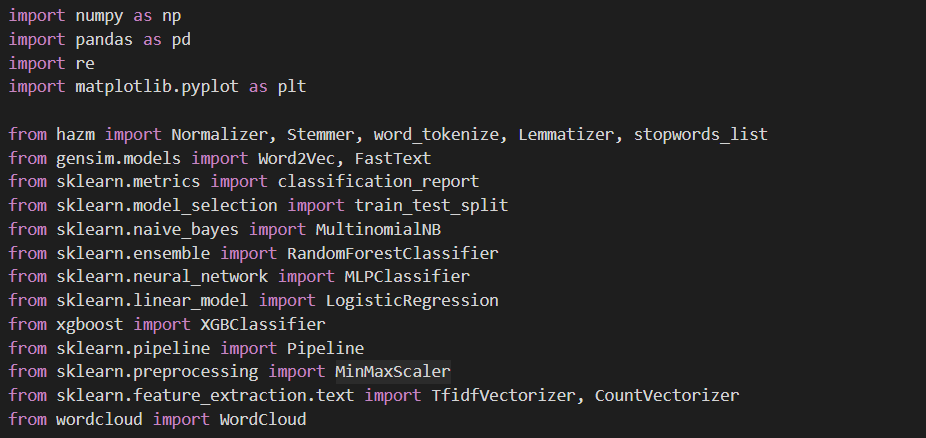 import numpy as np
import pandas as pd
import re
import matplotlib.pyplot as plt
from hazm import Normalizer, Stemmer, word_tokenize, Lemmatizer, stopwords_list
from gensim.models import Word2Vec, FastText
from sklearn.metrics import classification_report
from sklearn.model_selection import train_test_split
from sklearn.naive_bayes import MultinomialNB
from sklearn.ensemble import RandomForestClassifier
from sklearn.neural_network import MLPClassifier
from sklearn.linear_model import LogisticRegression
from xgboost import XGBClassifier
from sklearn.pipeline import Pipeline
from sklearn.preprocessing import MinMaxScaler
from sklearn.feature_extraction.text import TfidfVectorizer, CountVectorizer
from wordcloud import WordCloud